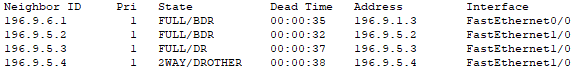 Neighbor ID Pri State Dead Time Address Interface
196.9.6.1 1 FULL/BDR 00:00:35 196.9.1.3 FastEthernet0/0
196.9.5.2 1 FULL/BDR 00:00:32 196.9.5.2 FastEthernet1/0
196.9.5.3 1 FULL/DR 00:00:37 196.9.5.3 FastEthernet1/0
196.9.5.4 1 2WAY/DROTHER 00:00:38 196.9.5.4 FastEthernet1/0